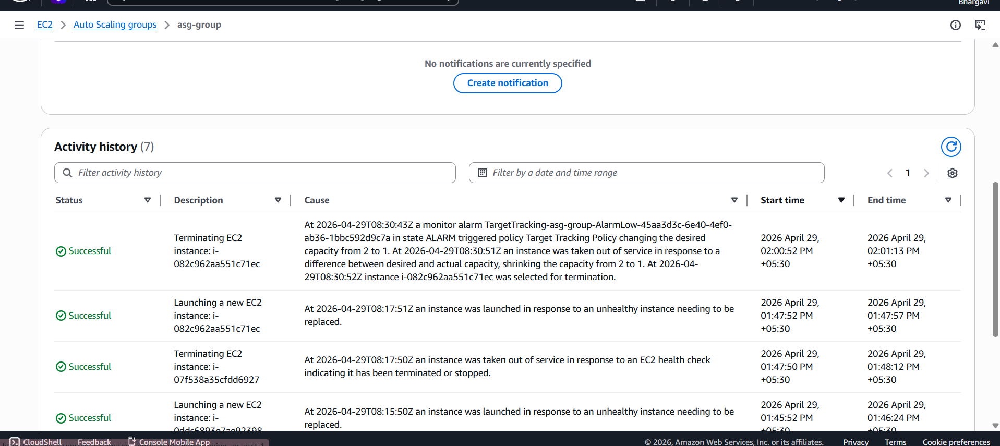 Bhargavi
EC2 > Auto Scaling groups > asg-group
No notifications are currently specified
Create notification
Activity history (7)
Filter activity history
Filter by a date and time range
1
Status
Description
Cause
Start time
End time
Successful
Terminating EC2
instance: i-
082c962aa551c71ec
At 2026-04-29T08:30:43Z a monitor alarm TargetTracking-asg-group-AlarmLow-45aa3d3c-6e40-4ef0-
ab36-1bbc592d9c7a in state ALARM triggered policy Target Tracking Policy changing the desired
capacity from 2 to 1. At 2026-04-29T08:30:51Z an instance was taken out of service in response to a
difference between desired and actual capacity, shrinking the capacity from 2 to 1. At 2026-04-
29T08:30:52Z instance i-082c962aa551c71ec was selected for termination.
2026 April 29,
02:00:52 PM
+05:30
2026 April 29,
02:01:13 PM
+05:30
Successful
Launching a new EC2
instance: i-
082c962aa551c71ec
At 2026-04-29T08:17:51Z an instance was launched in response to an unhealthy instance needing to be
replaced.
2026 April 29,
01:47:52 PM
+05:30
2026 April 29,
01:47:57 PM
+05:30
Successful
Terminating EC2
instance: i-
07f538a35cfdd6927
At 2026-04-29T08:17:50Z an instance was taken out of service in response to an EC2 health check
indicating it has been terminated or stopped.
2026 April 29,
01:47:50 PM
+05:30
2026 April 29,
01:48:12 PM
+05:30
Successful
Launching a new EC2
instance: i-
0ddc6893e7ae92398
At 2026-04-29T08:15:50Z an instance was launched in response to an unhealthy instance needing to be
replaced.
2026 April 29,
01:45:52 PM
+05:30
2026 April 29,
01:46:24 PM
+05:30
CloudShell
Feedback
Console Mobile App
© 2026, Amazon Web Services, Inc. or its affiliates.
Privacy
Terms
Cookie preferences